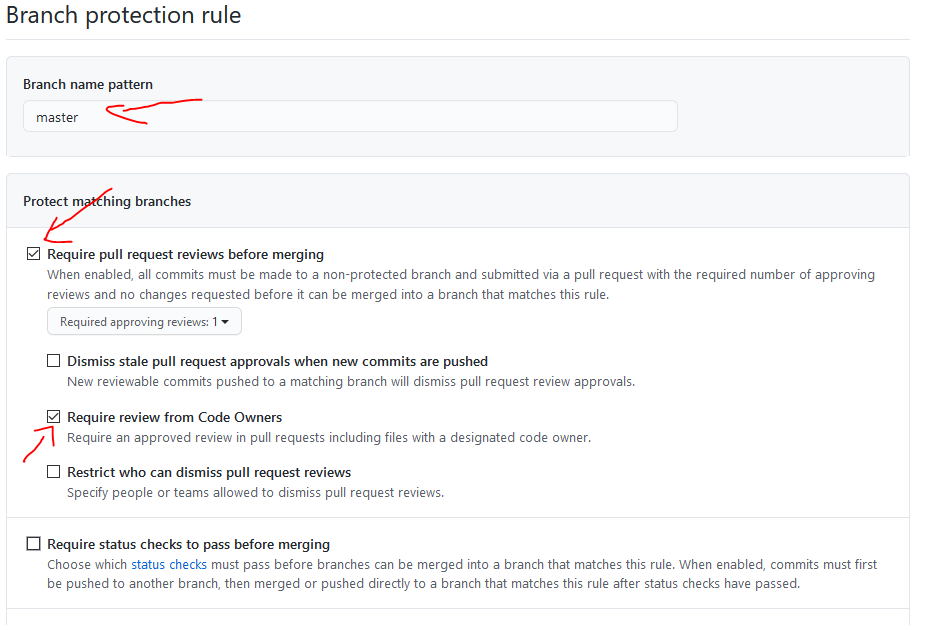 Branch protection rule
Branch name pattern
master
Protect matching branches
Require pull request reviews before merging
When enabled, all commits must be made to a non-protected branch and submitted via a pull request with the required number of approving
reviews and no changes requested before it can be merged into a branch that matches this rule.
Required approving reviews: 1
Dismiss stale pull request approvals when new commits are pushed
New reviewable commits pushed to a matching branch will dismiss pull request review approvals.
Require review from Code Owners
Require an approved review in pull requests including files with a designated code owner.
Restrict who can dismiss pull request reviews
Specify people or teams allowed to dismiss pull request reviews.
Require status checks to pass before merging
Choose which status checks must pass before branches can be merged into a branch that matches this rule. When enabled, commits must first
be pushed to another branch, then merged or pushed directly to a branch that matches this rule after status checks have passed.